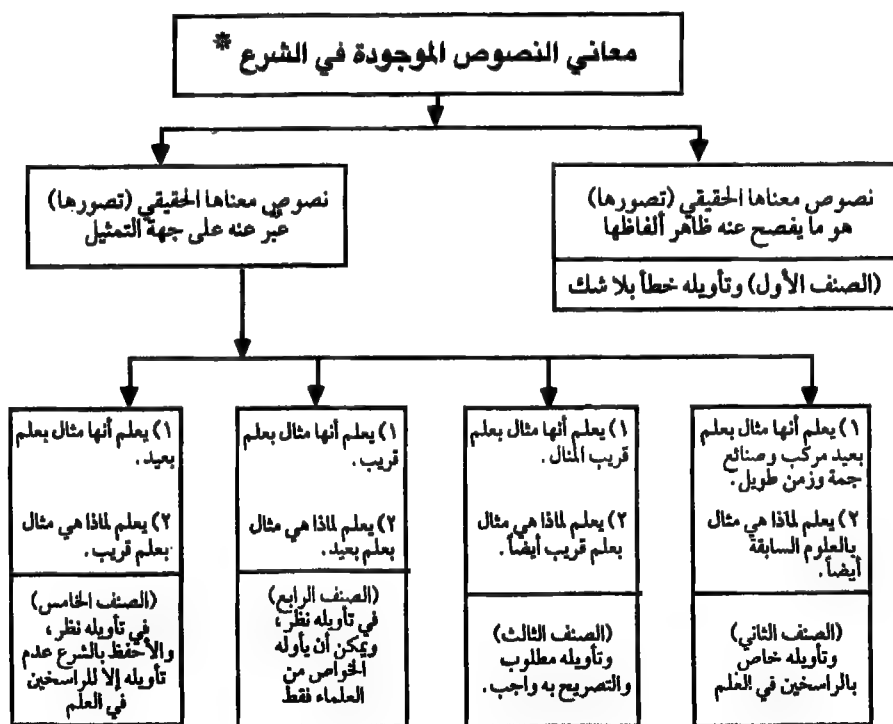 معاني النصوص الموجودة في الشرع *
نصوص معناها الحقيقي (تصورها)
هو ما يفصح عنه ظاهر ألفاظها
(الصنف الأول) وتأويله خطأ بلا شك
نصوص معناها الحقيقي (تصورها)
عبّر عنه على جهة التمثيل
١) يعلم أنها مثال بعلم
بعيد مركب وصنائع
جمة وزمن طويل.
٢) يعلم لماذا هي مثال
بالعلوم السابقة
أيضاً.
(الصنف الثاني)
وتأويله خاص
بالراسخين في العلم
١) يعلم أنها مثال بعلم
قريب المنال.
٢) يعلم لماذا هي مثال
بعلم قريب أيضاً.
(الصنف الثالث)
وتأويله مطلوب
والتصريح به واجب.
١) يعلم أنها مثال بعلم
قريب.
٢) يعلم لماذا هي مثال
بعلم بعيد.
(الصنف الرابع)
في تأويله نظر،
ويمكن أن يأوله
الخواص من
العلماء فقط
١) يعلم أنها مثال بعلم
بعيد.
٢) يعلم لماذا هي مثال
بعلم قريب.
(الصنف الخامس)
في تأويله نظر،
والأحفظ بالشرع عدم
تأويله إلا للراسخين
في العلم